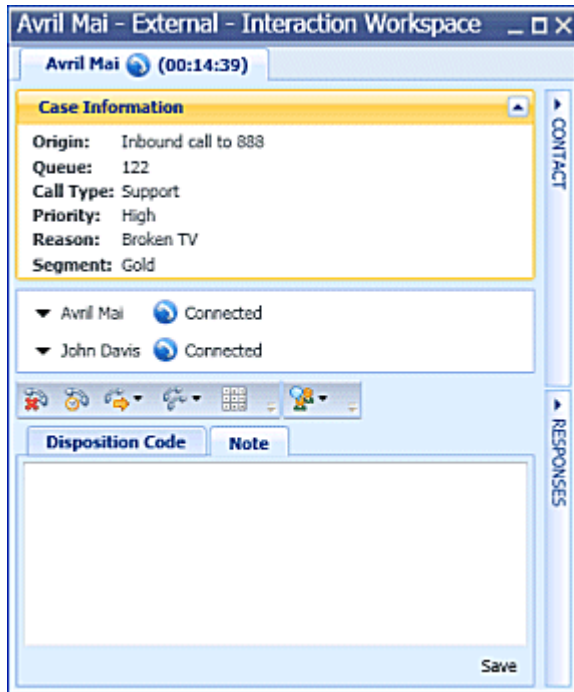 Avril Mai - External - Interaction Workspace
Avril Mai (00:14:39)
Case Information
Origin: Inbound call to 888
Queue: 122
Call Type: Support
Priority: High
Reason: Broken TV
Segment: Gold
Avril Mai Connected
John Davis Connected
Disposition Code Note
Save
CONTACT
RESPONSES